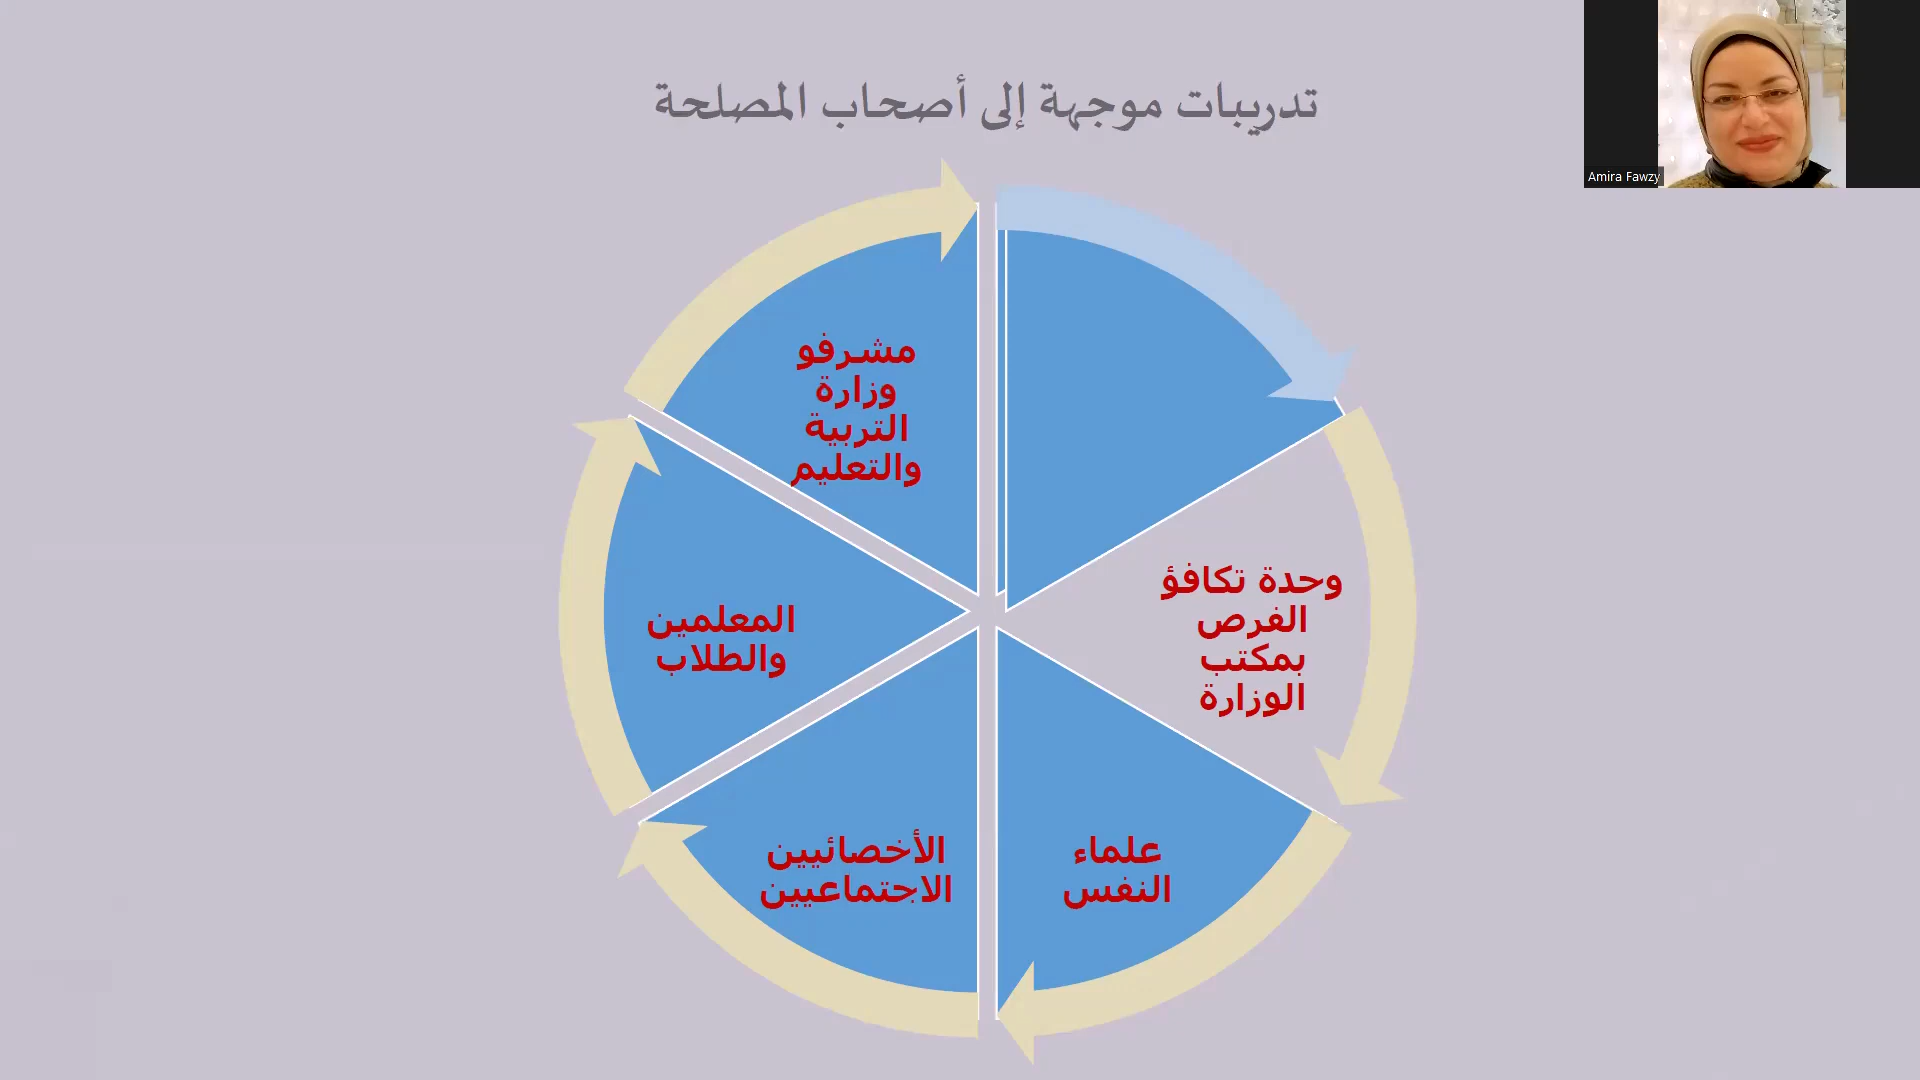 تدريبات موجهة إلى أصحاب المصلحة
Amira Fawzy
مشرفو
وزارة
التربية
والتعليم
وحدة تكافؤ
الفرص
بمكتب
الوزارة
المعلمين
والطلاب
علماء
النفس
الأخصائيين
الاجتماعيين